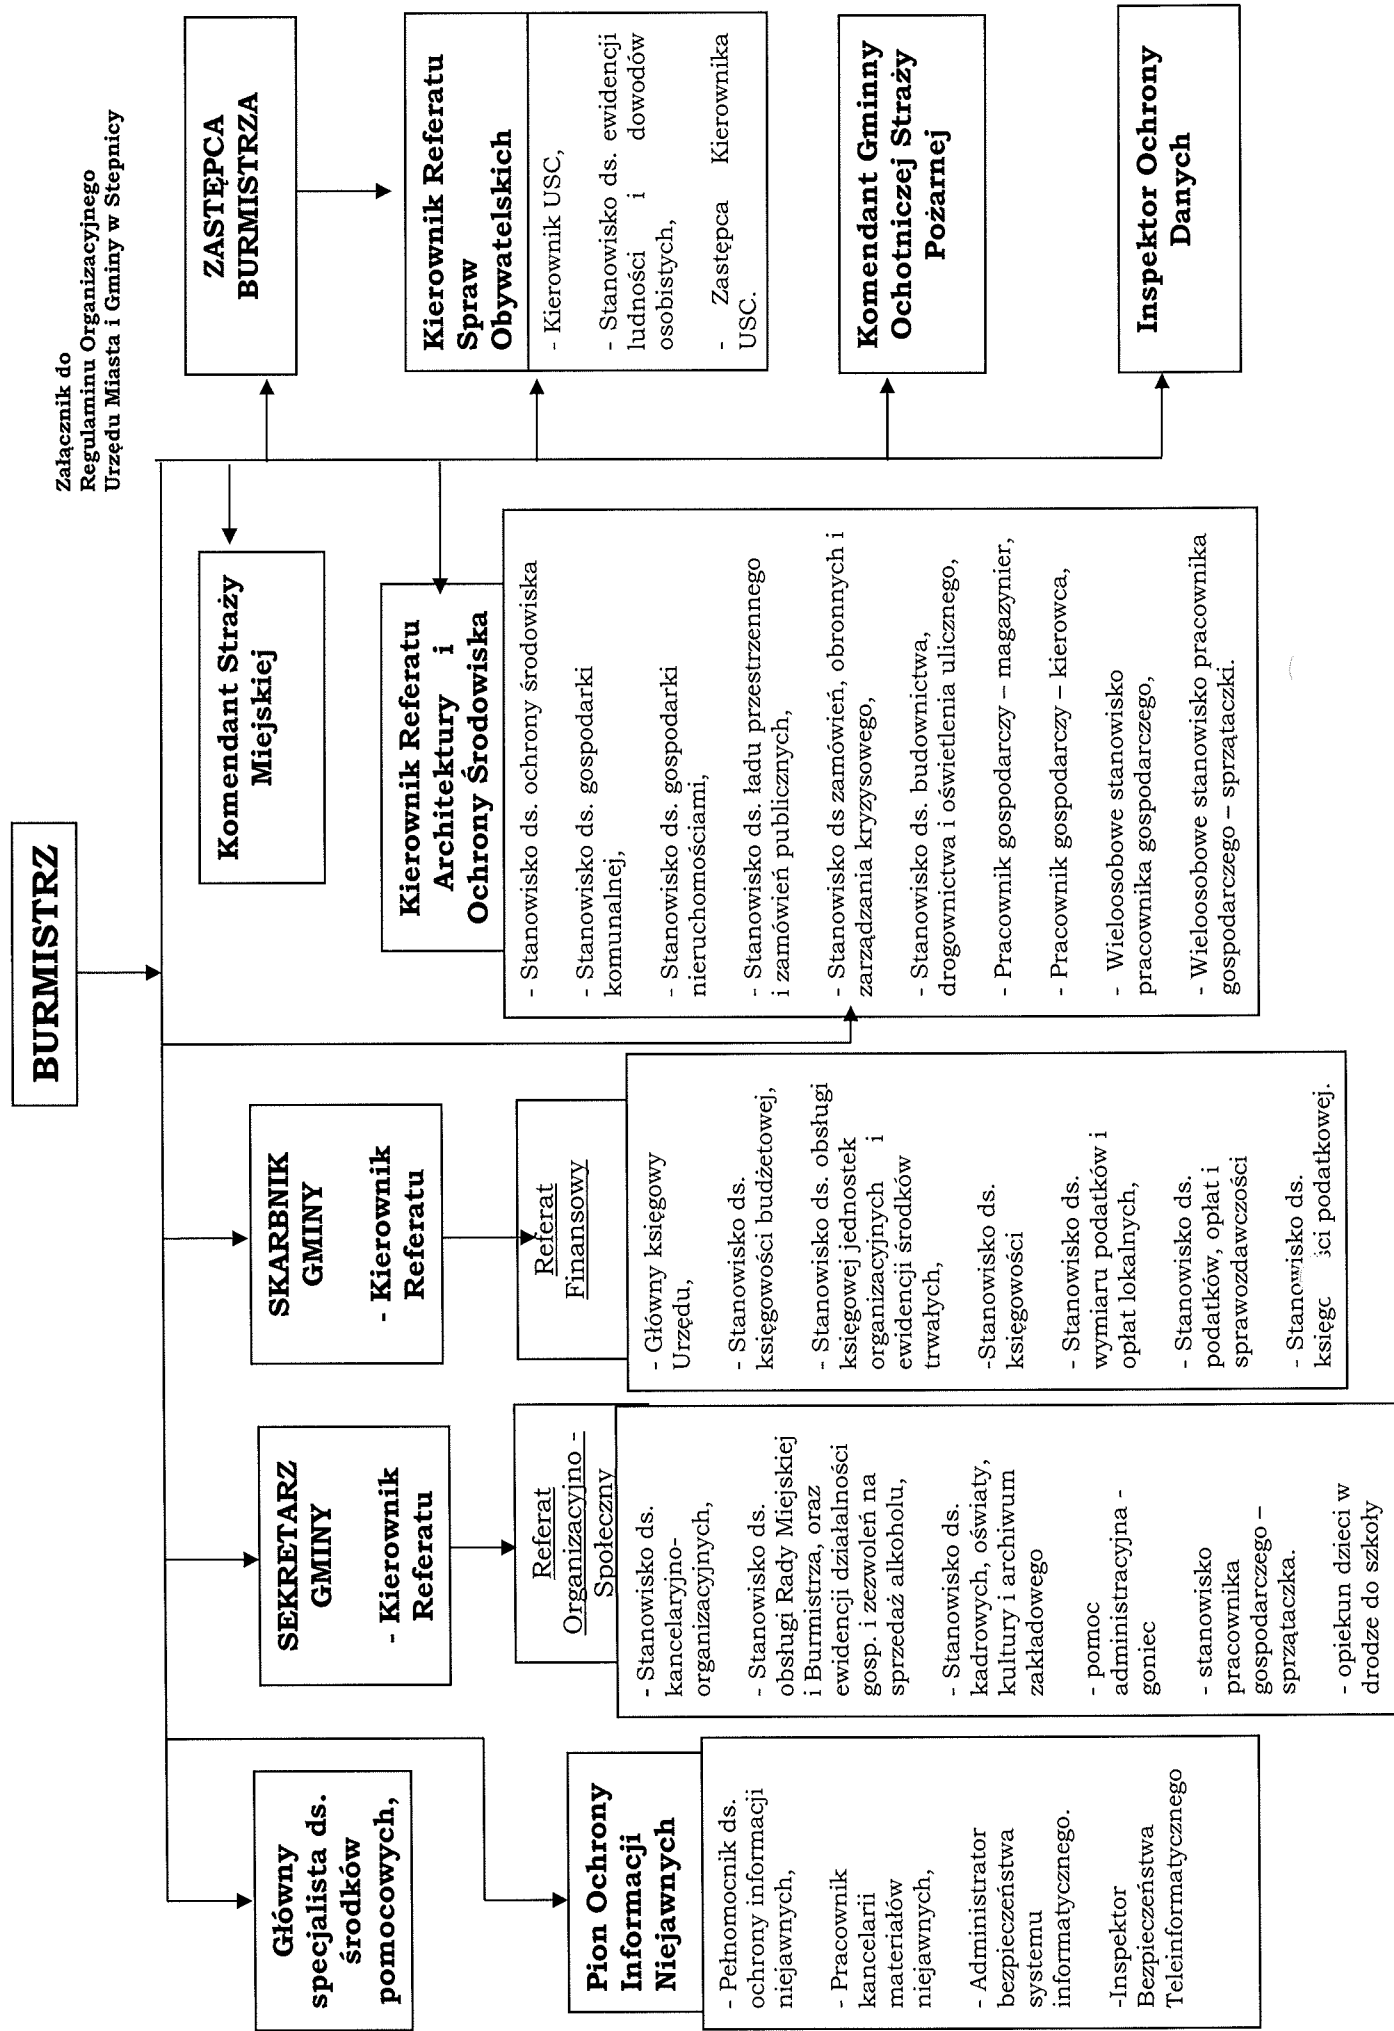 Załącznik do
Regulaminu Organizacyjnego
Urzędu Miasta i Gminy w Stepnicy
BURMISTRZ
Główny
specjalista ds.
środków
pomocowych,
Pion Ochrony
Informacji
Niejawnych
- Pełnomocnik ds.
ochrony informacji
niejawnych,
- Pracownik
kancelarii
materiałów
niejawnych,
- Administrator
bezpieczeństwa
systemu
informatycznego.
-Inspektor
Bezpieczeństwa
Teleinformatycznego
SEKRETARZ
GMINY
- Kierownik
Referatu
Referat
Organizacyjno -
Społeczny
- Stanowisko ds.
kancelaryjno-
organizacyjnych,
- Stanowisko ds.
obsługi Rady Miejskiej
i Burmistrza, oraz
ewidencji działalności
gosp. i zezwoleń na
sprzedaż alkoholu,
- Stanowisko ds.
kadrowych, oświaty,
kultury i archiwum
zakładowego
- pomoc
administracyjna -
goniec
- stanowisko
pracownika
gospodarczego –
sprzątaczka.
- opiekun dzieci w
drodze do szkoły
SKARBNIK
GMINY
- Kierownik
Referatu
Referat
Finansowy
- Główny księgowy
Urzędu,
- Stanowisko ds.
księgowości budżetowej,
- Stanowisko ds. obsługi
księgowej jednostek
organizacyjnych i
ewidencji środków
trwałych,
-Stanowisko ds.
księgowości
- Stanowisko ds.
wymiaru podatków i
opłat lokalnych,
- Stanowisko ds.
podatków, opłat i
sprawozdawczości
- Stanowisko ds.
podatkowej.
Komendant Straży
Miejskiej
Kierownik Referatu
Architektury i
Ochrony Środowiska
- Stanowisko ds. ochrony środowiska
- Stanowisko ds. gospodarki
komunalnej,
- Stanowisko ds. gospodarki
nieruchomościami,
- Stanowisko ds. ładu przestrzennego
i zamówień publicznych,
- Stanowisko ds zamówień, obronnych i
zarządzania kryzysowego,
- Stanowisko ds. budownictwa,
drogownictwa i oświetlenia ulicznego,
- Pracownik gospodarczy – magazynier,
- Pracownik gospodarczy – kierowca,
- Wieloosobowe stanowisko
pracownika gospodarczego,
- Wieloosobowe stanowisko pracownika
gospodarczego – sprzątaczki.
ZASTĘPCA
BURMISTRZA
Kierownik Referatu
Spraw
Obywatelskich
- Kierownik USC,
- Stanowisko ds. ewidencji
ludności i dowodów
osobistych,
- Zastępca Kierownika
USC.
Komendant Gminny
Ochotniczej Straży
Pożarnej
Inspektor Ochrony
Danych